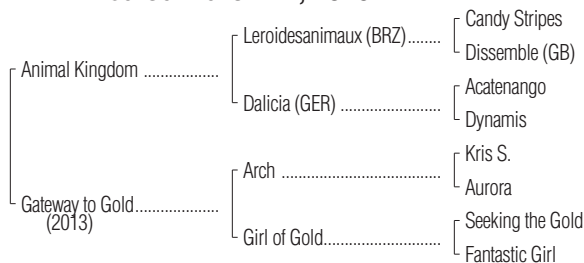 Candy Stripes
Leroidesanimaux (BRZ)........
Dissemble (GB)
Animal Kingdom ..................
Acatenango
Dalicia (GER) ........................
Dynamis
Kris S.
Arch ......................................
Aurora
Gateway to Gold....................
(2013)
Seeking the Gold
Girl of Gold............................
Fantastic Girl